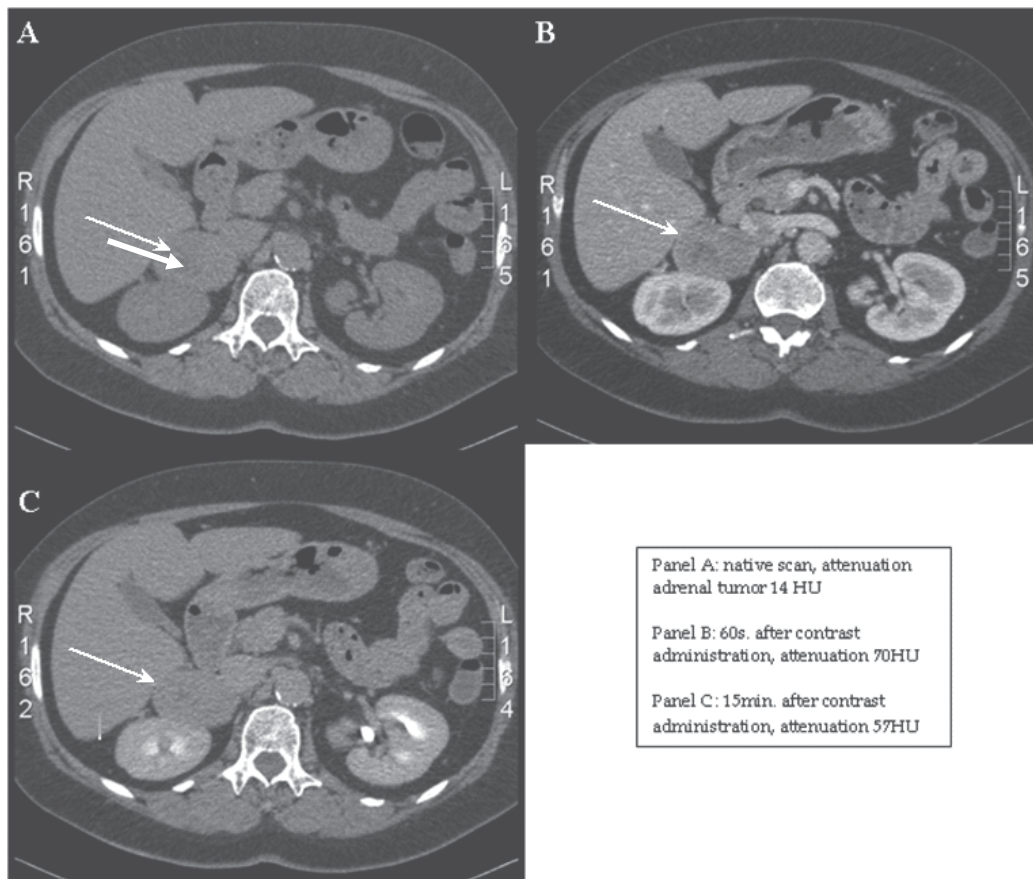 A
R
1
6
1
L
1
6
5
B
R
1
6
1
L
1
6
5
C
R
1
6
2
L
1
6
4
Panel A: native scan, attenuation
adrenal tumor 14 HU
Panel B: 60s. after contrast
administration, attenuation 70HU
Panel C: 15min. after contrast
administration, attenuation 57HU